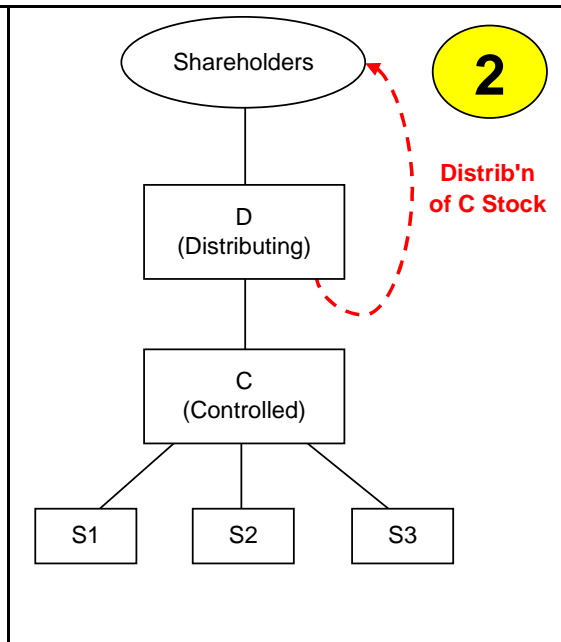 Shareholders
2
Distrib'n
of C Stock
D
(Distributing)
C
(Controlled)
S1
S2
S3